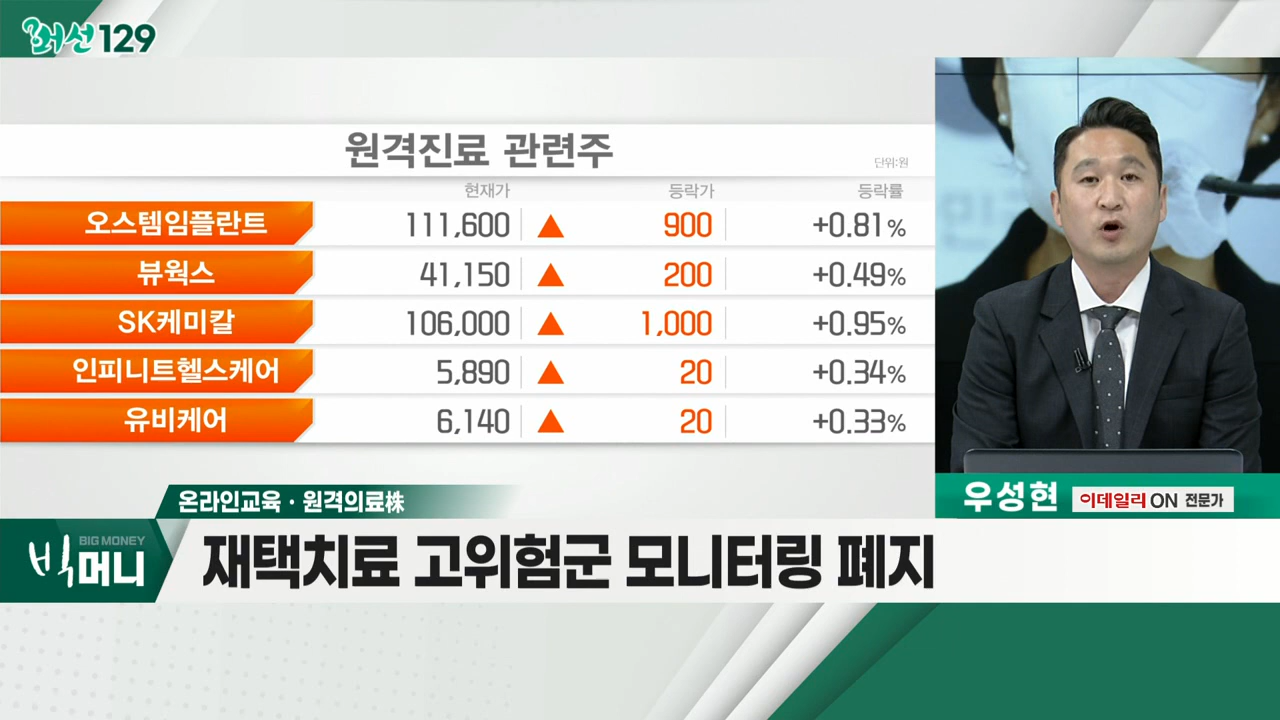 머선129
원격진료 관련주
단위:원
현재가 등락가 등락률
오스템임플란트 111,600 ▲ 900 +0.81%
뷰웍스 41,150 ▲ 200 +0.49%
SK케미칼 106,000 ▲ 1,000 +0.95%
인피니트헬스케어 5,890 ▲ 20 +0.34%
유비케어 6,140 ▲ 20 +0.33%
우성현 이데일리ON 전문가
온라인교육·원격의료株
BIG MONEY
빅머니
재택치료 고위험군 모니터링 폐지